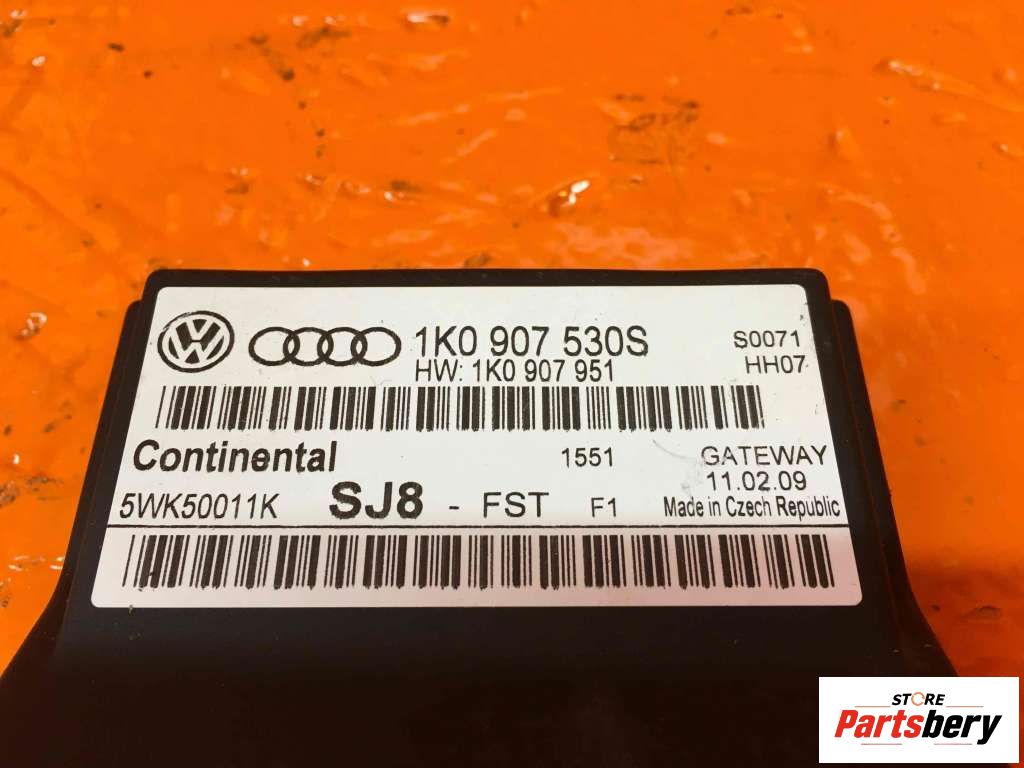 1K0 907 530S S0071
HW: 1K0 907 951 HH07
Continental 1551 GATEWAY
11.02.09
5WK50011K SJ8 - FST F1 Made in Czech Republic
STORE
Partsbery